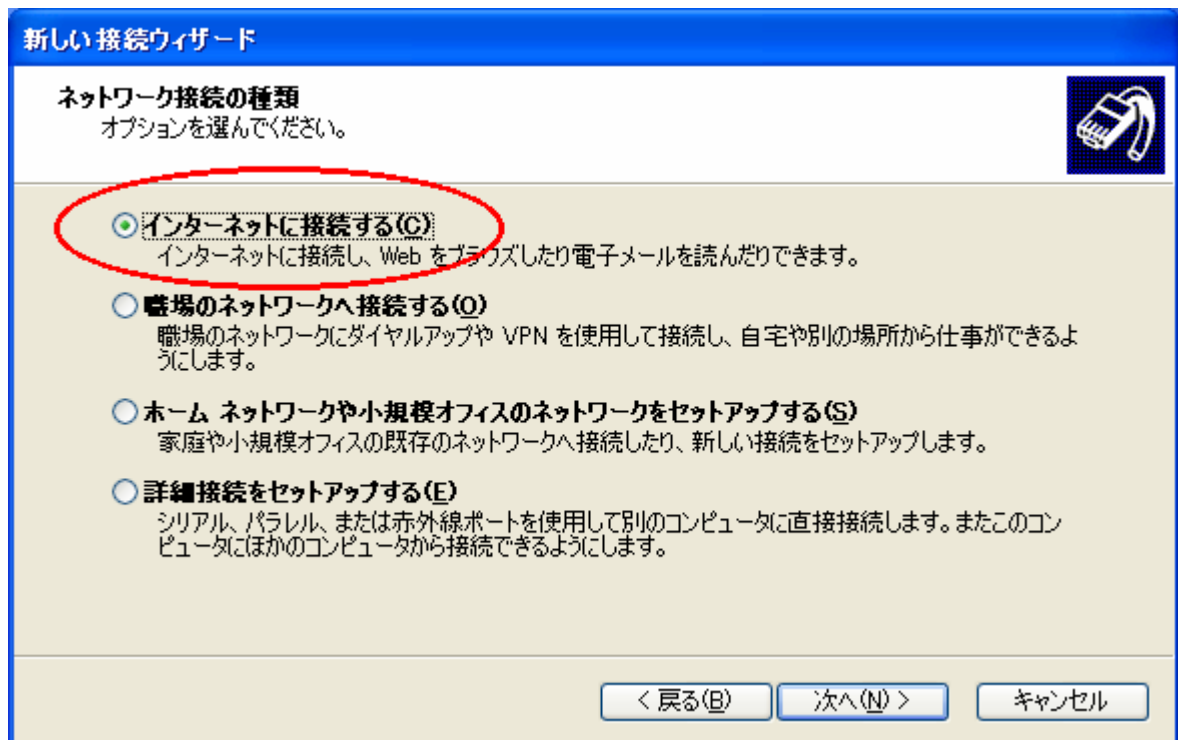 新しい接続ウィザード
ネットワーク接続の種類
オプションを選んでください。
インターネットに接続する(C)
インターネットに接続し、Web をブラウズしたり電子メールを読んだりできます。
職場のネットワークへ接続する(O)
職場のネットワークにダイヤルアップや VPN を使用して接続し、自宅や別の場所から仕事ができるよ
うにします。
ホーム ネットワークや小規模オフィスのネットワークをセットアップする(S)
家庭や小規模オフィスの既存のネットワークへ接続したり、新しい接続をセットアップします。
詳細接続をセットアップする(E)
シリアル、パラレル、または赤外線ポートを使用して別のコンピュータに直接接続します。またこのコン
ピュータにほかのコンピュータから接続できるようにします。
< 戻る(B)
次へ(N) >
キャンセル